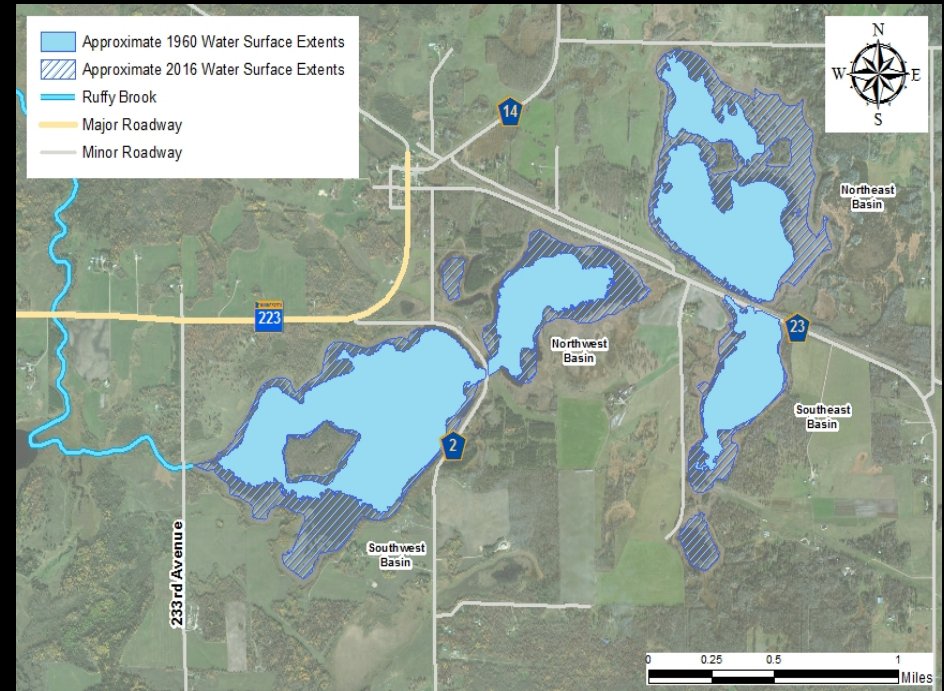 Approximate 1960 Water Surface Extents
Approximate 2016 Water Surface Extents
Ruffy Brook
Major Roadway
Minor Roadway
N
W E
S
14
Northeast
Basin
223
Northwest
Basin
23
Southeast
Basin
2
Southwest
Basin
233rd Avenue
0 0.25 0.5 1
Miles